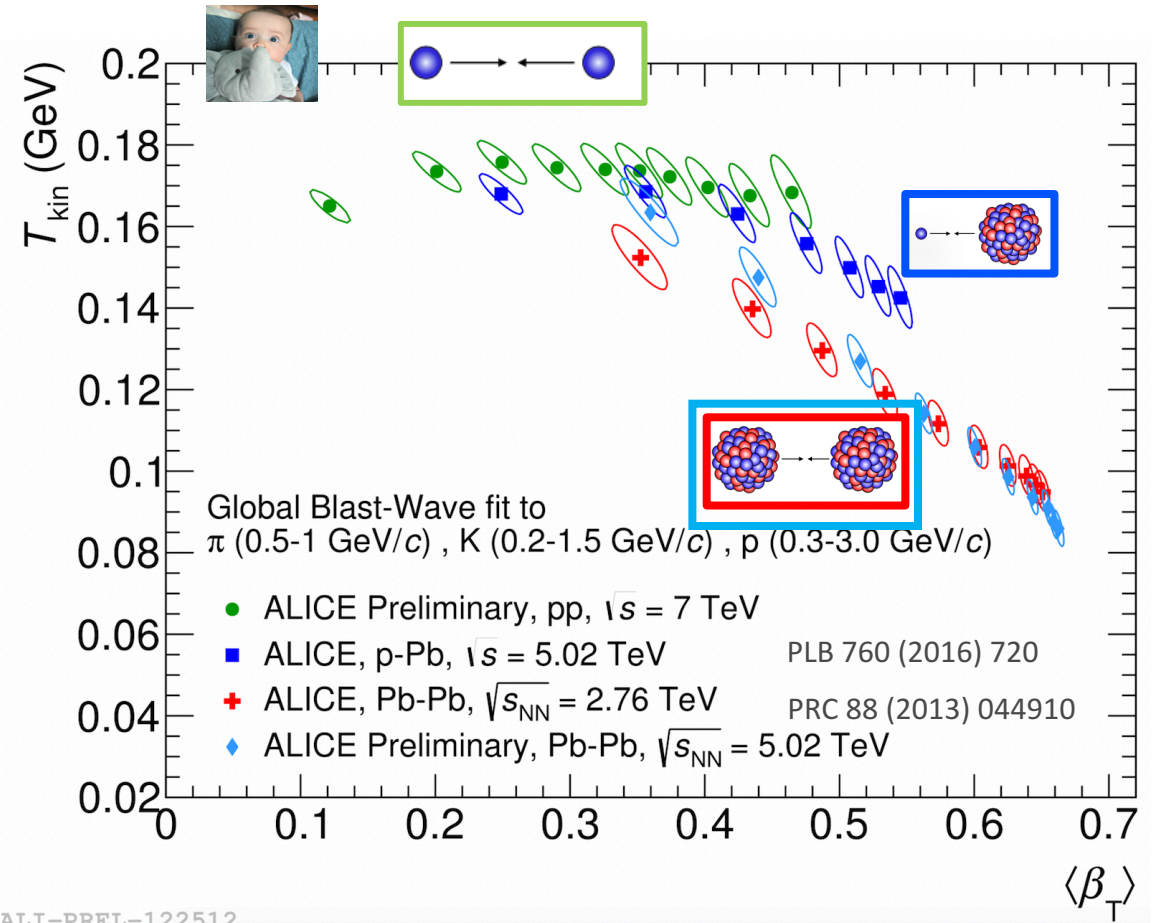 T_kin (GeV)
0.2
0.18
0.16
0.14
0.12
0.1
0.08
0.06
0.04
0.02
Global Blast-Wave fit to
π (0.5-1 GeV/c) , K (0.2-1.5 GeV/c) , p (0.3-3.0 GeV/c)
ALICE Preliminary, pp, √s = 7 TeV
ALICE, p-Pb, √s = 5.02 TeV
PLB 760 (2016) 720
ALICE, Pb-Pb, √s_NN = 2.76 TeV
PRC 88 (2013) 044910
ALICE Preliminary, Pb-Pb, √s_NN = 5.02 TeV
0 0.1 0.2 0.3 0.4 0.5 0.6 0.7
⟨β_T⟩
ALI-PREL-122512